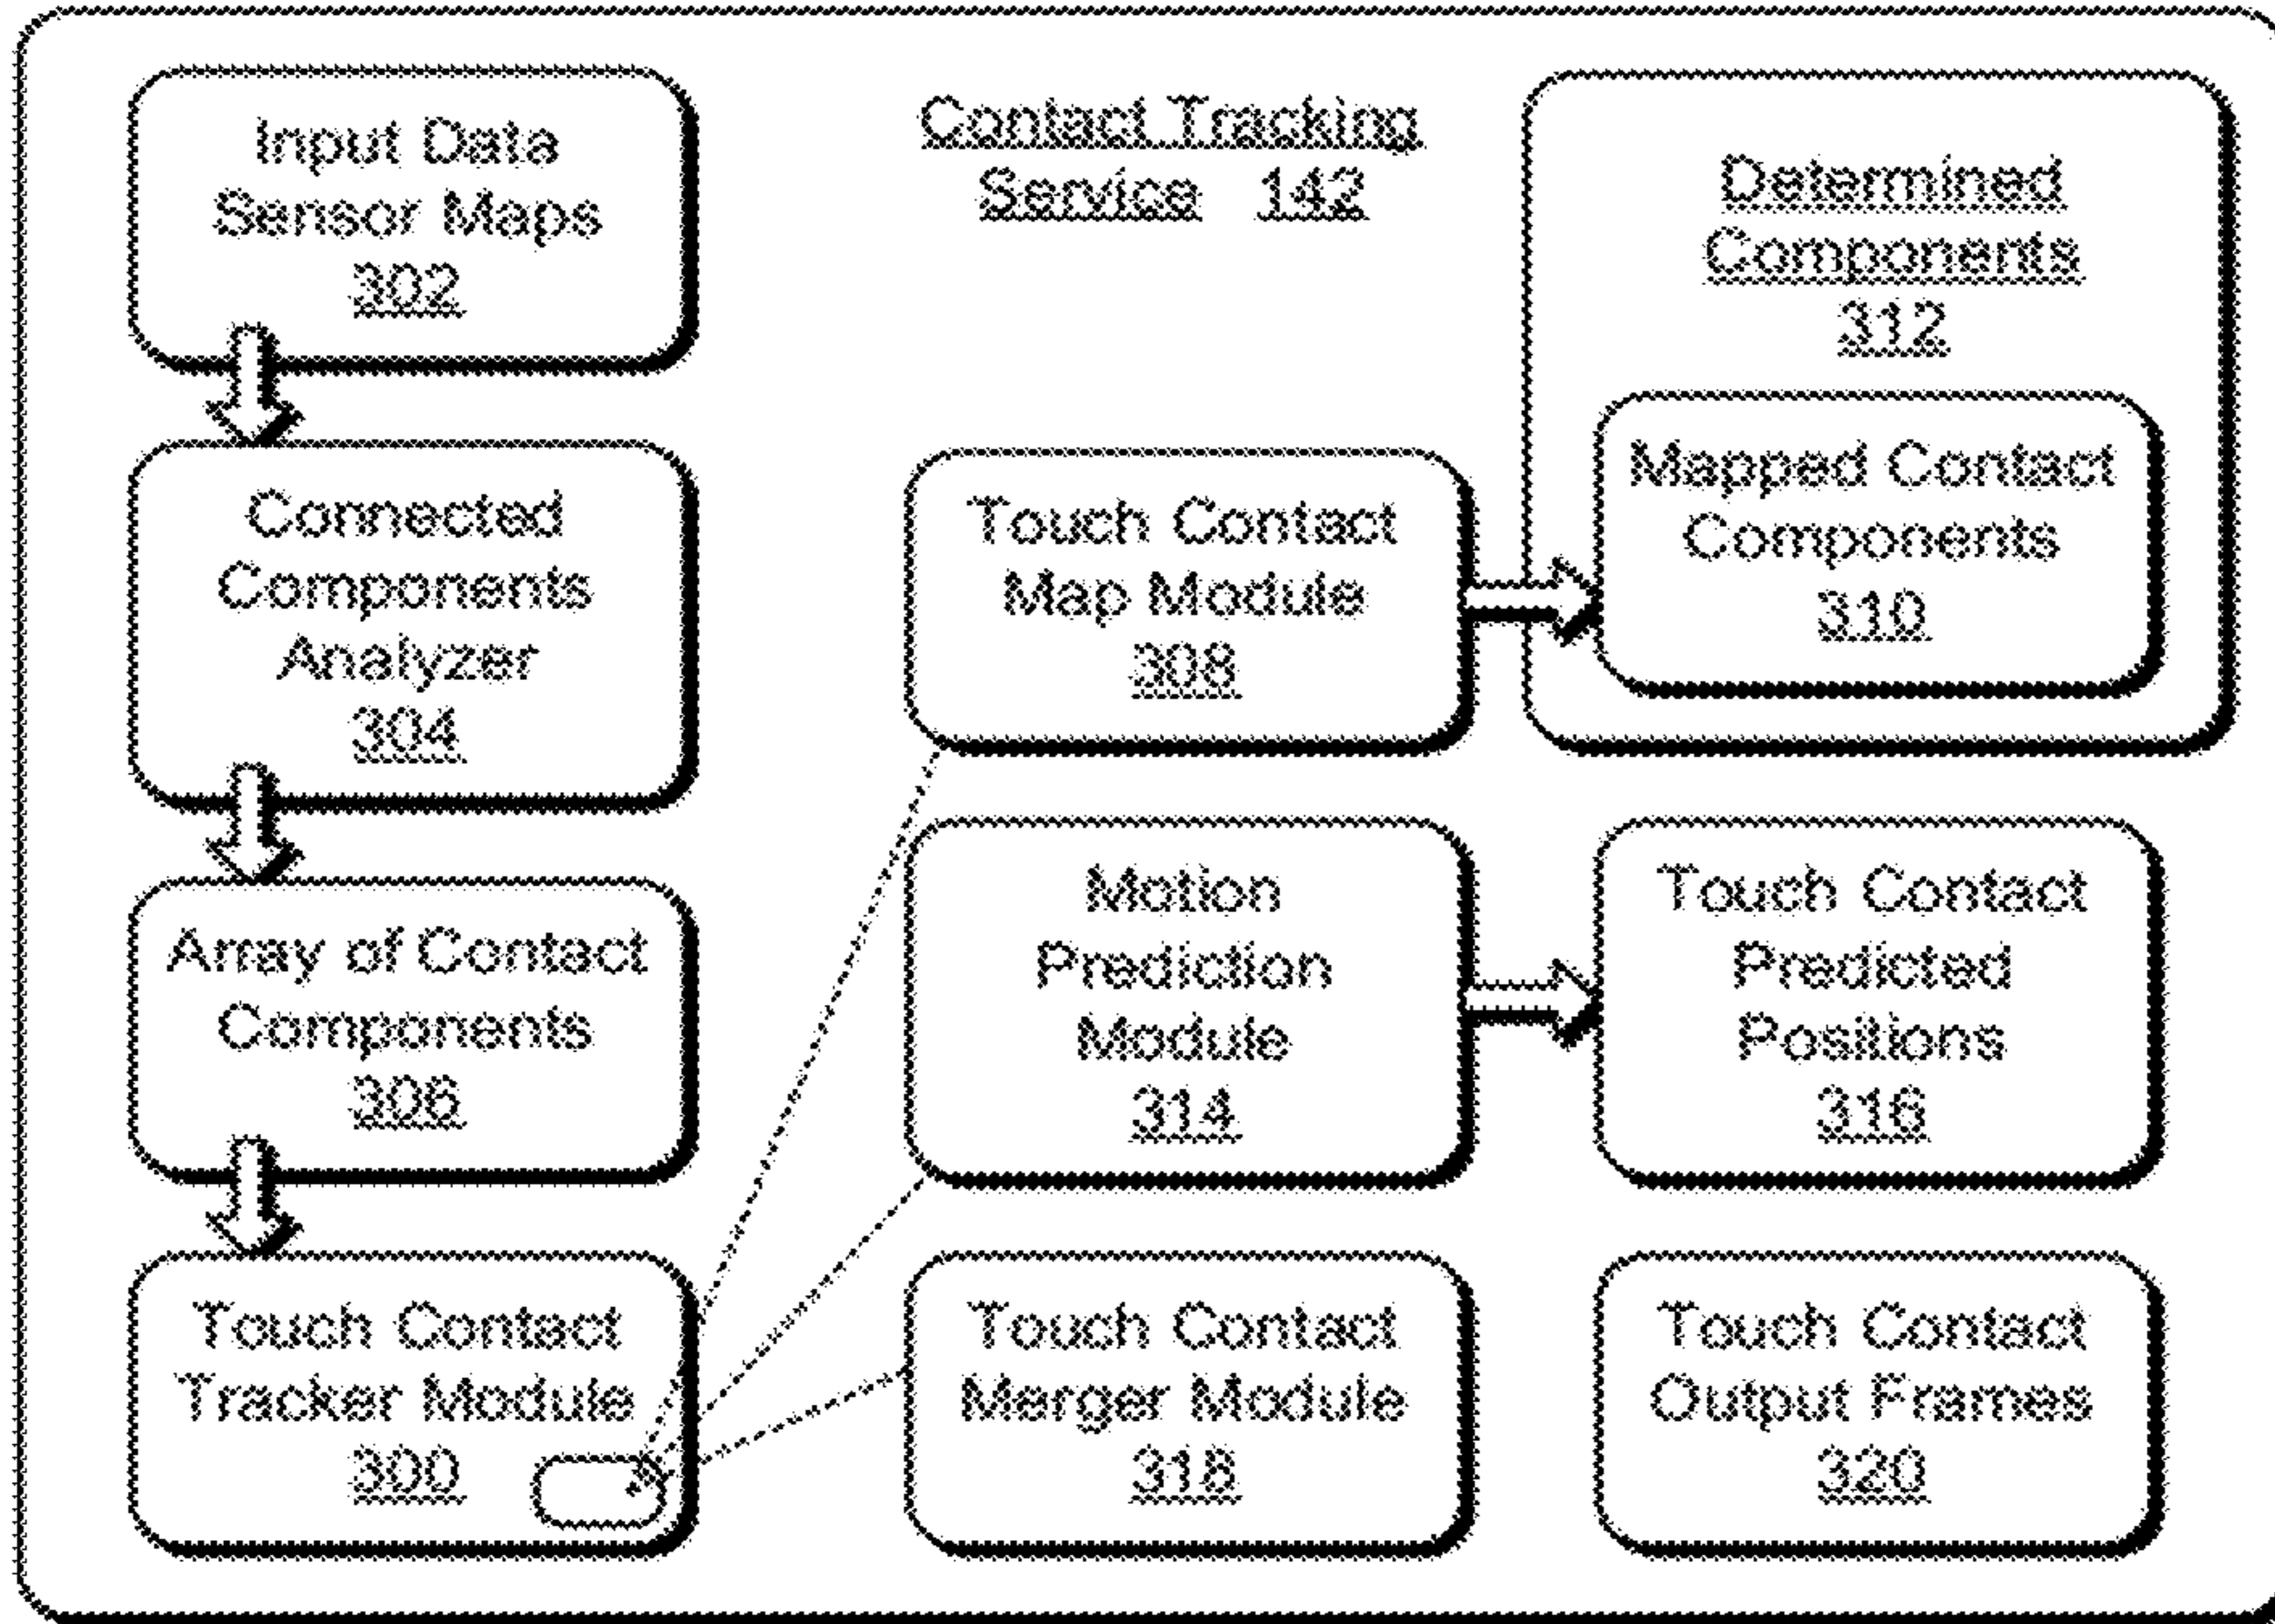 Input Data
Sensor Maps
302
Contact Tracking
Service 142
Determined
Components
312
Connected
Components
Analyzer
304
Touch Contact
Map Module
308
Mapped Contact
Components
310
Array of Contact
Components
306
Motion
Prediction
Module
314
Touch Contact
Predicted
Positions
316
Touch Contact
Tracker Module
300
Touch Contact
Merger Module
318
Touch Contact
Output Frames
320